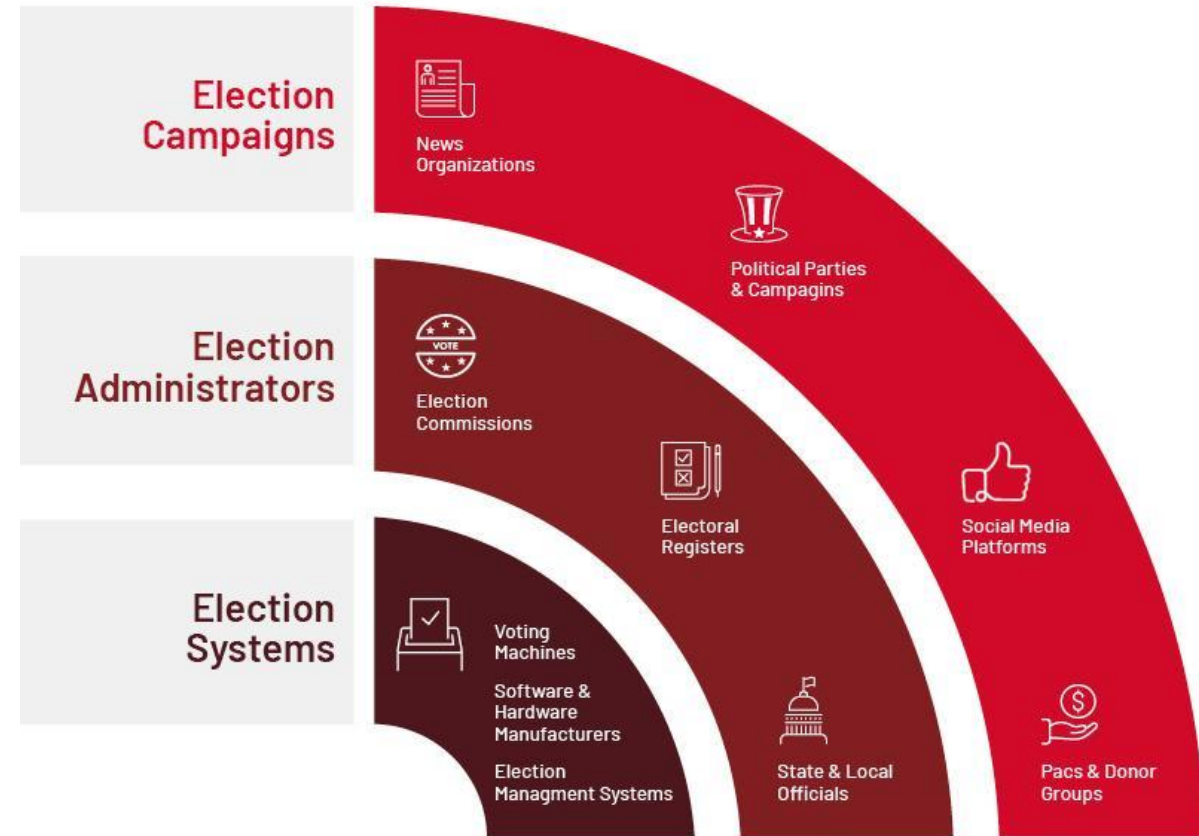 Election
Campaigns
News
Organizations
Political Parties
& Campagins
Social Media
Platforms
Pacs & Donor
Groups
Election
Administrators
VOTE
Election
Commissions
Electoral
Registers
State & Local
Officials
Election
Systems
Voting
Machines
Software &
Hardware
Manufacturers
Election
Managment Systems